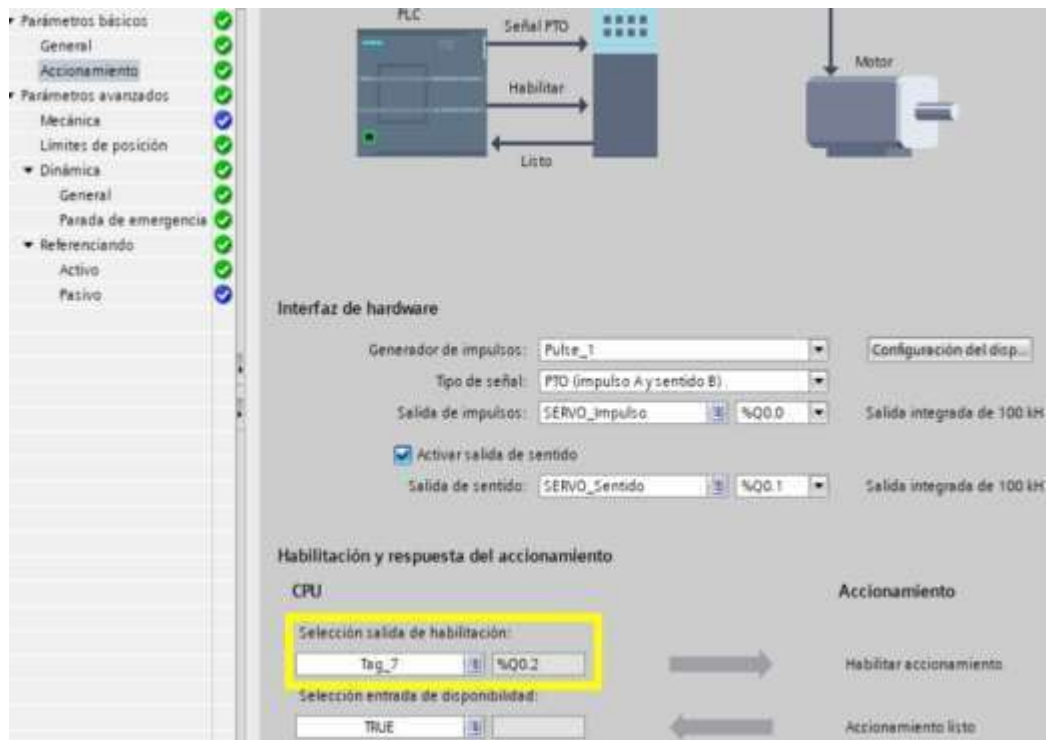 Parámetros básicos
General
Accionamiento
Parámetros avanzados
Mecánica
Límites de posición
Dinámica
General
Parada de emergencia
Referenciando
Activo
Pasivo
PLC
Señal PTO
Habilitar
Listo
Motor
Interfaz de hardware
Generador de impulsos: Pulse_1 Configuración del disp...
Tipo de señal: PTO (impulso A y sentido B)
Salida de impulsos: SERVO_Impulso %Q0.0 Salida integrada de 100 kH
Activar salida de sentido
Salida de sentido: SERVO_Sentido %Q0.1 Salida integrada de 100 kH
Habilitación y respuesta del accionamiento
CPU Accionamiento
Selección salida de habilitación:
Tag_7 %Q0.2 Habilitar accionamiento
Selección entrada de disponibilidad:
TRUE Accionamiento listo